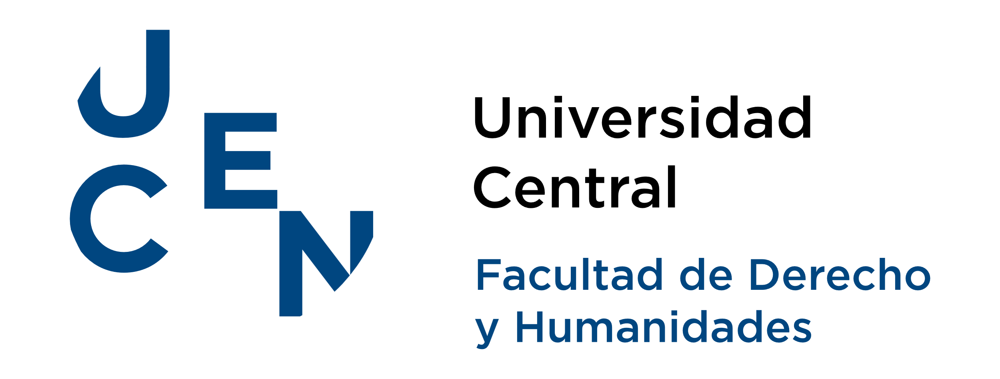 UCEN
Universidad
Central
Facultad de Derecho
y Humanidades